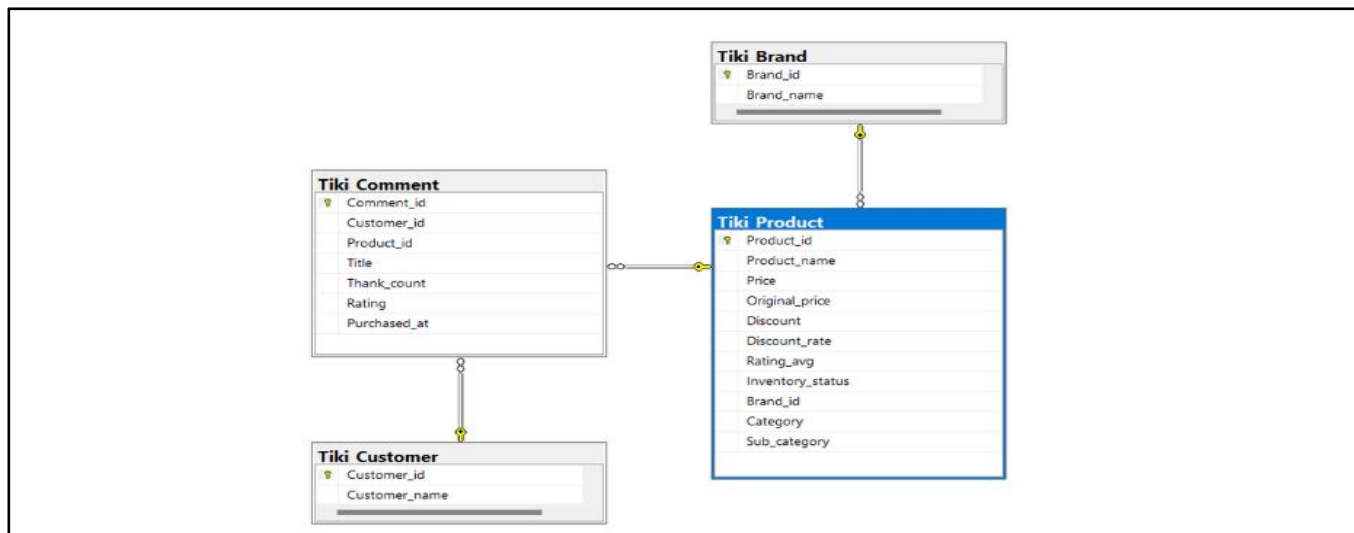 Tiki Brand
Brand_id
Brand_name
Tiki Comment
Comment_id
Customer_id
Product_id
Title
Thank_count
Rating
Purchased_at
Tiki Product
Product_id
Product_name
Price
Original_price
Discount
Discount_rate
Rating_avg
Inventory_status
Brand_id
Category
Sub_category
Tiki Customer
Customer_id
Customer_name